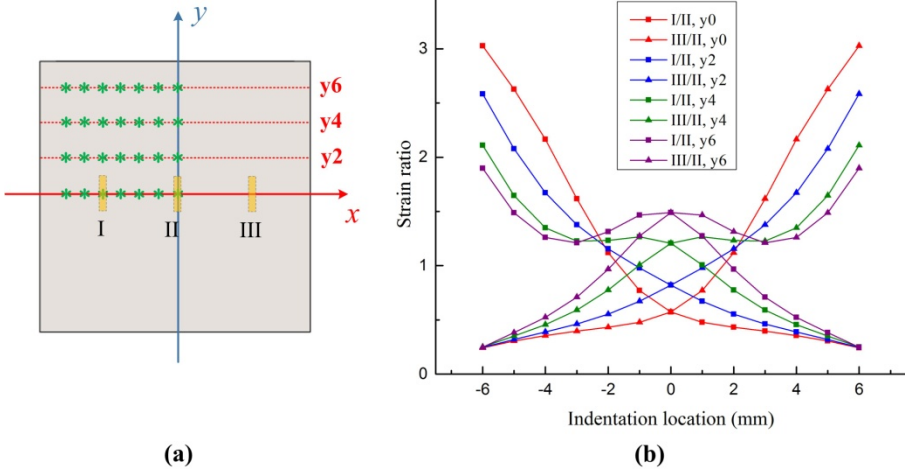 y
y6
y4
y2
x
I
II
III
(a)
Strain ratio
3
2
1
0
I/II, y0
III/II, y0
I/II, y2
III/II, y2
I/II, y4
III/II, y4
I/II, y6
III/II, y6
-6 -4 -2 0 2 4 6
Indentation location (mm)
(b)